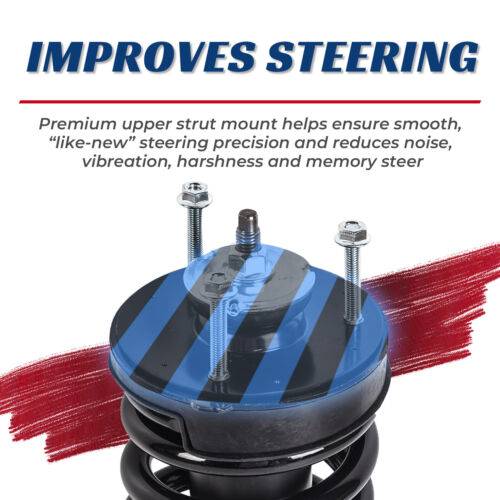 IMPROVES STEERING
Premium upper strut mount helps ensure smooth,
“like-new” steering precision and reduces noise,
vibreation, harshness and memory steer